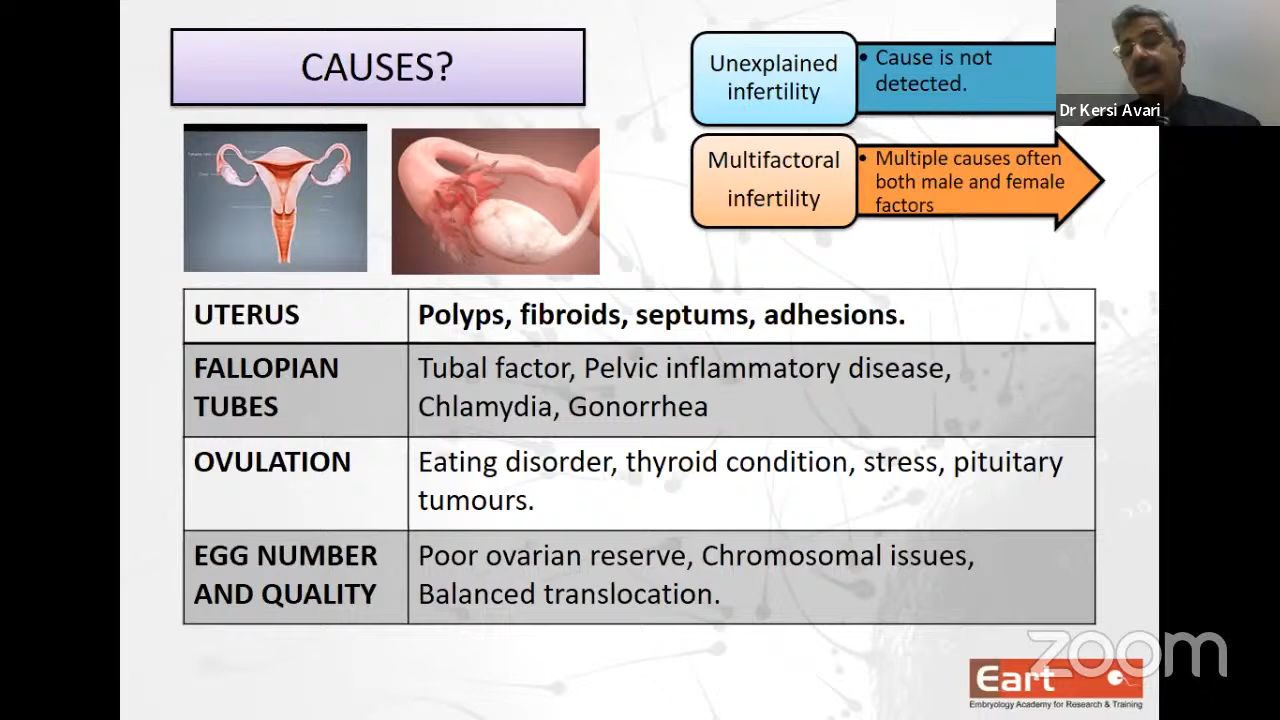 CAUSES?
Unexplained
infertility
• Cause is not
detected.
Dr Kersi Avari
Multifactoral
infertility
• Multiple causes often
both male and female
factors
UTERUS
Polyps, fibroids, septums, adhesions.
FALLOPIAN
TUBES
Tubal factor, Pelvic inflammatory disease,
Chlamydia, Gonorrhea
OVULATION
Eating disorder, thyroid condition, stress, pituitary
tumours.
EGG NUMBER
AND QUALITY
Poor ovarian reserve, Chromosomal issues,
Balanced translocation.
zoom
Eart
Embryology Academy for Research & Training